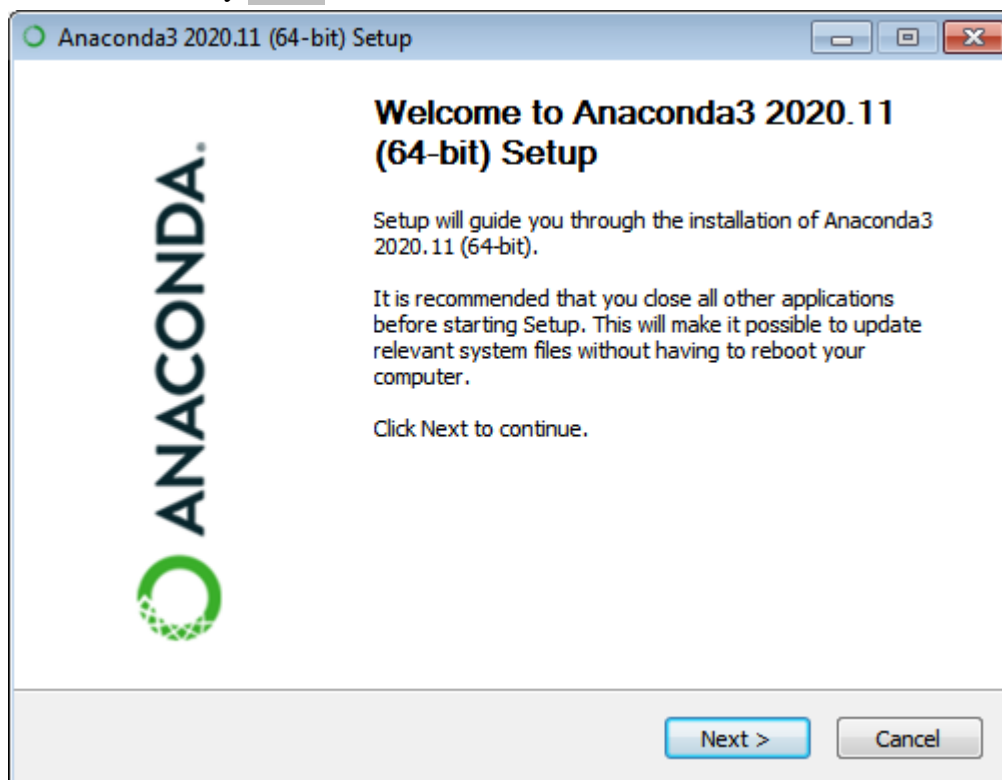 Anaconda3 2020.11 (64-bit) Setup
Welcome to Anaconda3 2020.11
(64-bit) Setup
Setup will guide you through the installation of Anaconda3
2020.11 (64-bit).
It is recommended that you close all other applications
before starting Setup. This will make it possible to update
relevant system files without having to reboot your
computer.
Click Next to continue.
ANACONDA.
Next >
Cancel